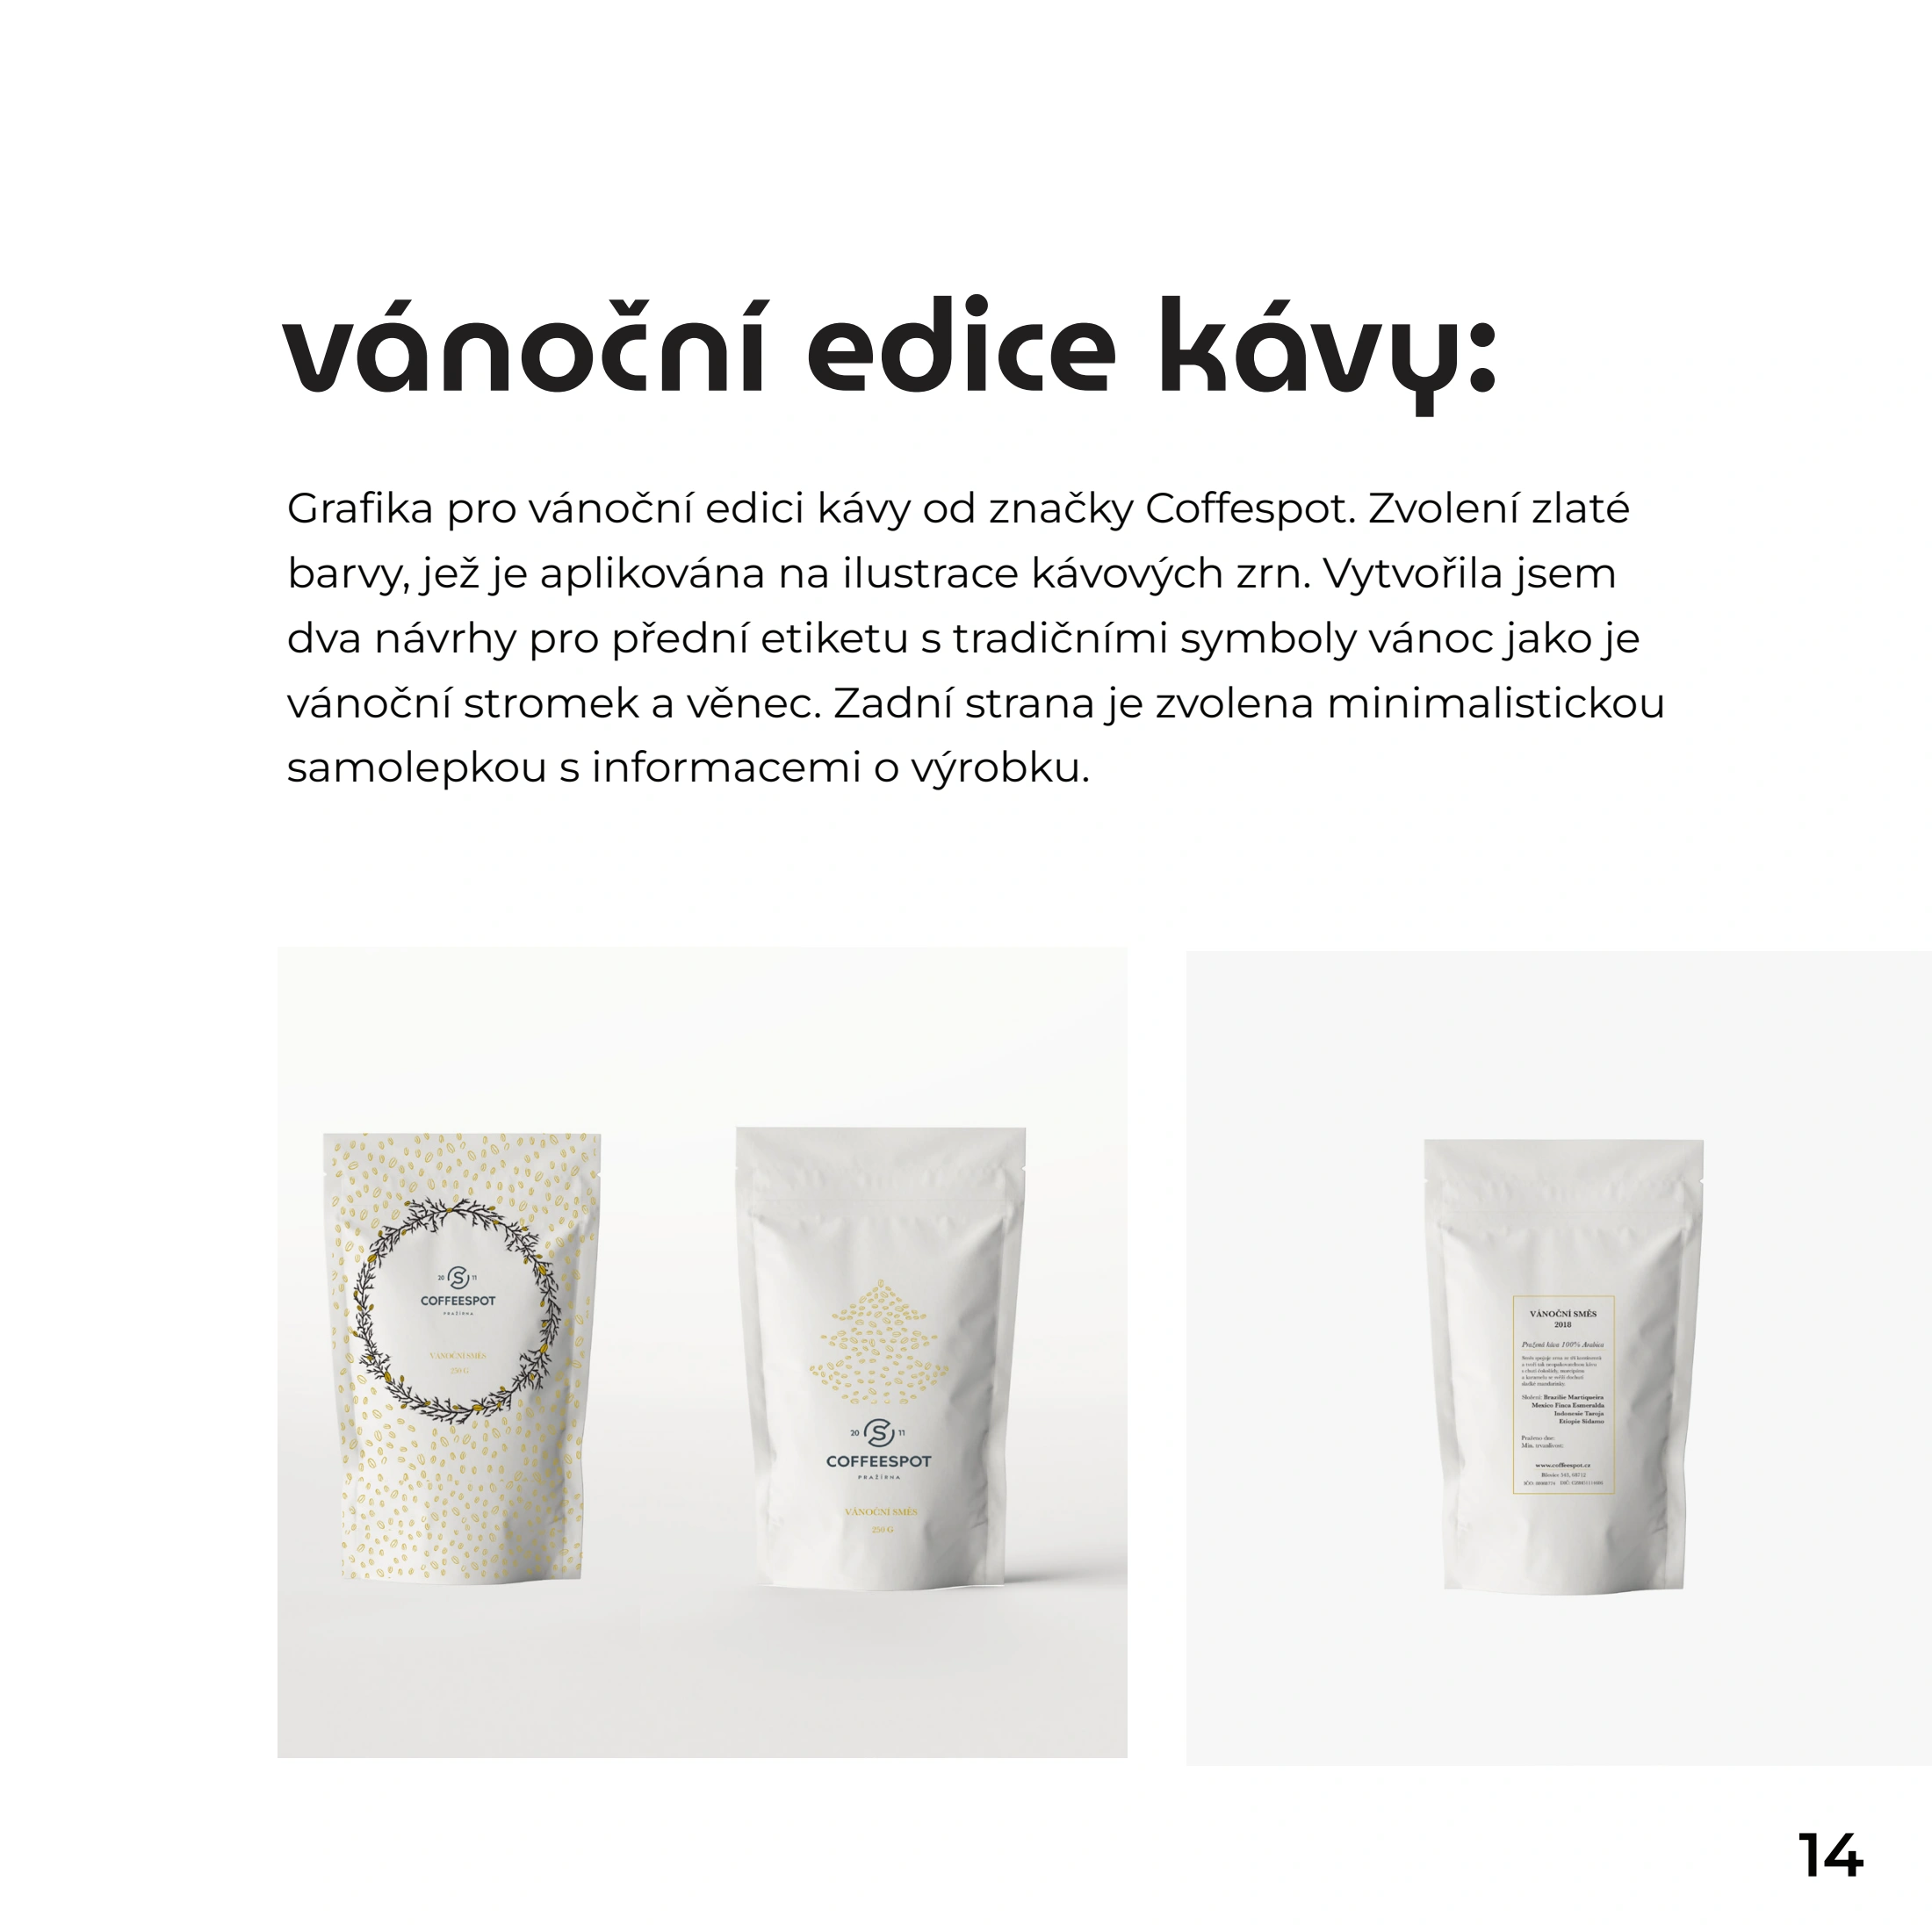 vánoční edice kávy:
Grafika pro vánoční edici kávy od značky Coffespot. Zvolení zlaté
barvy, jež je aplikována na ilustrace kávových zrn. Vytvořila jsem
dva návrhy pro přední etiketu s tradičními symboly vánoc jako je
vánoční stromek a věnec. Zadní strana je zvolena minimalistickou
samolepkou s informacemi o výrobku.
20 S 11
COFFEESPOT
PRAŽÍRNA
VÁNOČNÍ SMĚS
250 G
20 S 11
COFFEESPOT
PRAŽÍRNA
VÁNOČNÍ SMĚS
250 G
VÁNOČNÍ SMĚS
2018
Pražená káva 100% Arabica
Složení: Brazílie Martiqueira
Mexico Finca Esmeralda
Indonesie Taroja
Etiopie Sidamo
Praženo dne:
Min. trvanlivost:
www.coffeespot.cz
14